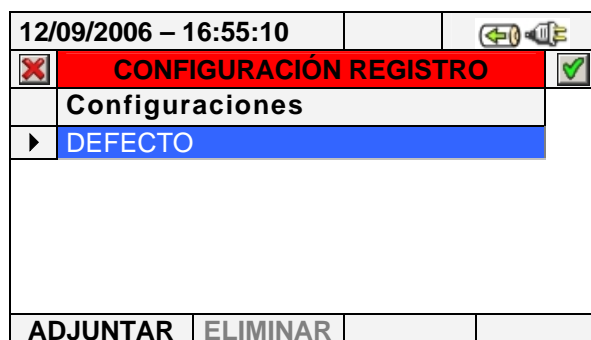 12/09/2006 – 16:55:10
CONFIGURACIÓN REGISTRO
Configuraciones
DEFECTO
ADJUNTAR ELIMINAR